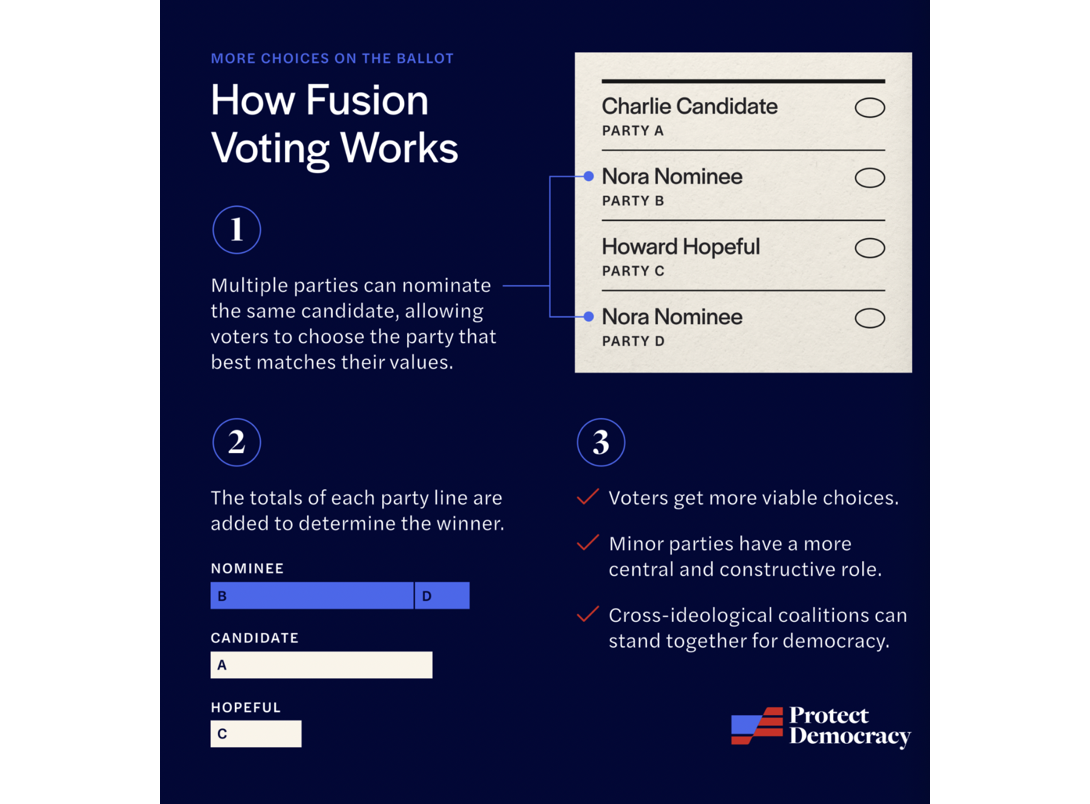 MORE CHOICES ON THE BALLOT
How Fusion
Voting Works
1
Multiple parties can nominate
the same candidate, allowing
voters to choose the party that
best matches their values.
Charlie Candidate
PARTY A
Nora Nominee
PARTY B
Howard Hopeful
PARTY C
Nora Nominee
PARTY D
2
The totals of each party line are
added to determine the winner.
NOMINEE
B D
CANDIDATE
A
HOPEFUL
C
3
Voters get more viable choices.
Minor parties have a more
central and constructive role.
Cross-ideological coalitions can
stand together for democracy.
Protect
Democracy